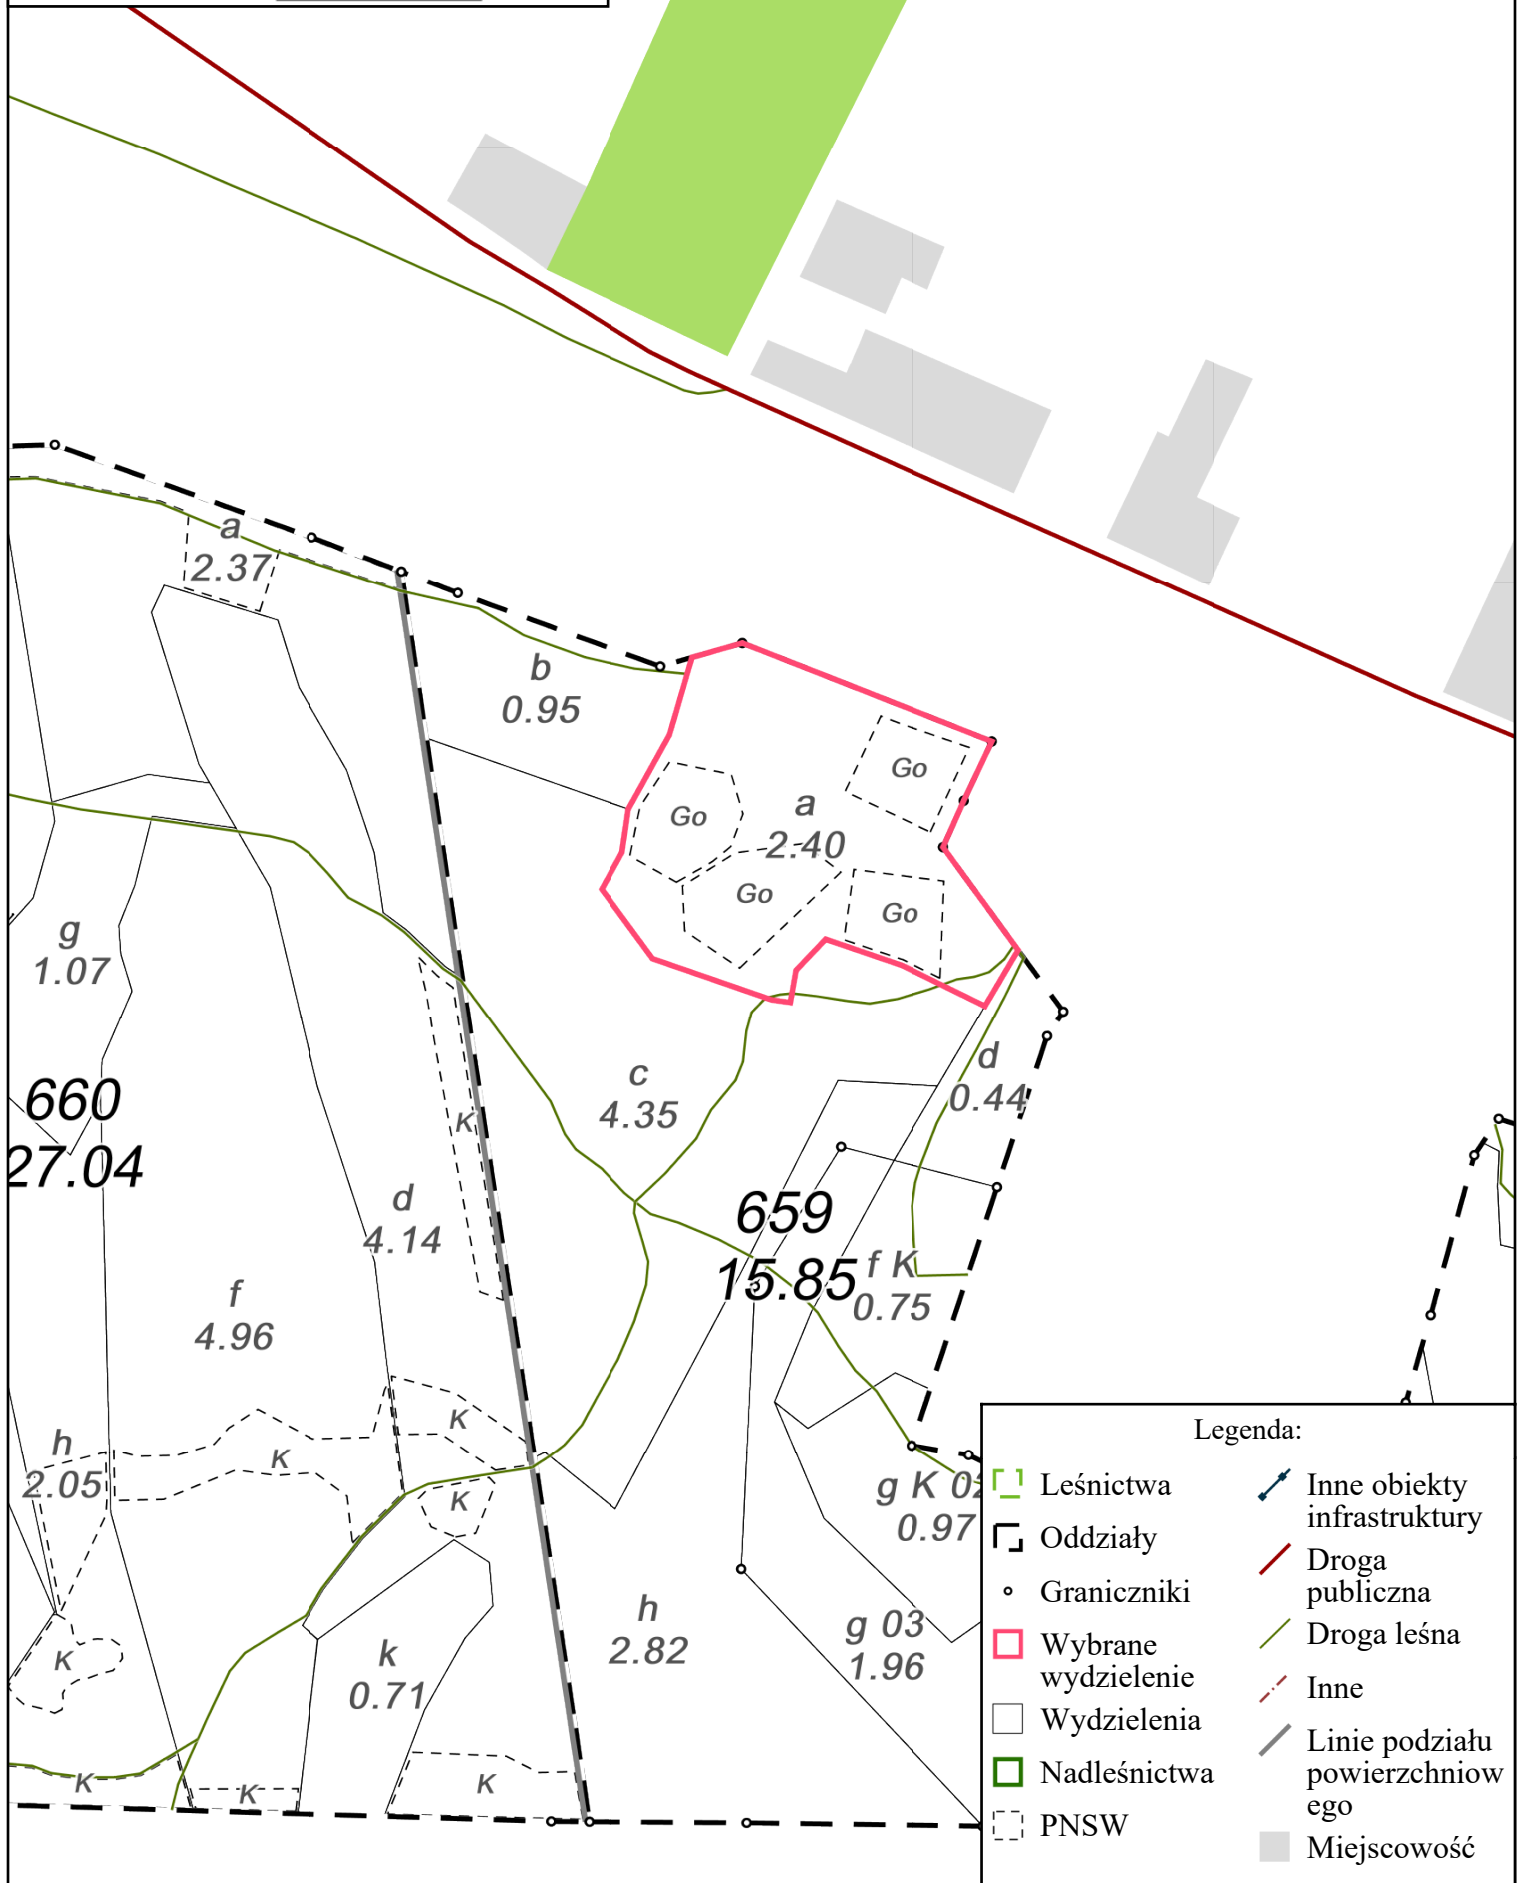 a
2.37
b
0.95
Go
Go
a
2.40
Go
Go
g
1.07
c
4.35
d
0.44
660
27.04
K
d
4.14
659
15.85
f K
0.75
f
4.96
K
K
K
h
2.05
g K 02
0.97
h
2.82
g 03
1.96
K
k
0.71
K
K
K
Legenda:
Leśnictwa
Oddziały
Graniczniki
Wybrane
wydzielenie
Wydzielenia
Nadleśnictwa
PNSW
Inne obiekty
infrastruktury
Droga
publiczna
Droga leśna
Inne
Linie podziału
powierzchniow
ego
Miejscowość